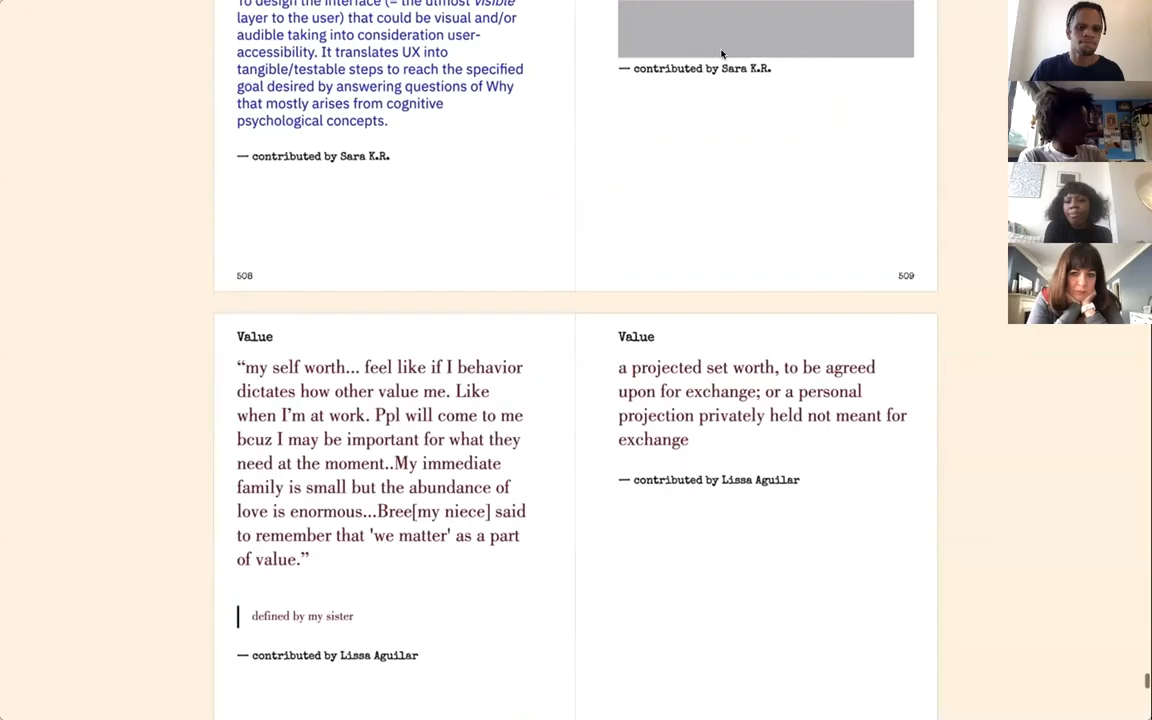 To design the interface (= the utmost visible
layer to the user) that could be visual and/or
audible taking into consideration user-
accessibility. It translates UX into
tangible/testable steps to reach the specified
goal desired by answering questions of Why
that mostly arises from cognitive
psychological concepts.
— contributed by Sara K.R.
508
— contributed by Sara K.R.
509
Value
“my self worth... feel like if I behavior
dictates how other value me. Like
when I’m at work. Ppl will come to me
bcuz I may be important for what they
need at the moment..My immediate
family is small but the abundance of
love is enormous...Bree[my niece] said
to remember that 'we matter' as a part
of value.”
defined by my sister
— contributed by Lissa Aguilar
Value
a projected set worth, to be agreed
upon for exchange; or a personal
projection privately held not meant for
exchange
— contributed by Lissa Aguilar